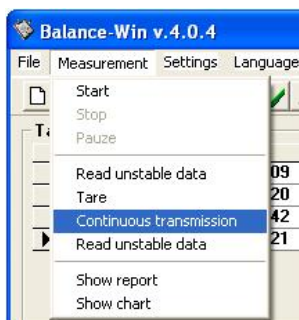 Balance-Win v.4.0.4
File Measurement Settings Language
Start
Stop
Pauze
Read unstable data
09
Tare
20
Continuous transmission
42
Read unstable data
21
Show report
Show chart